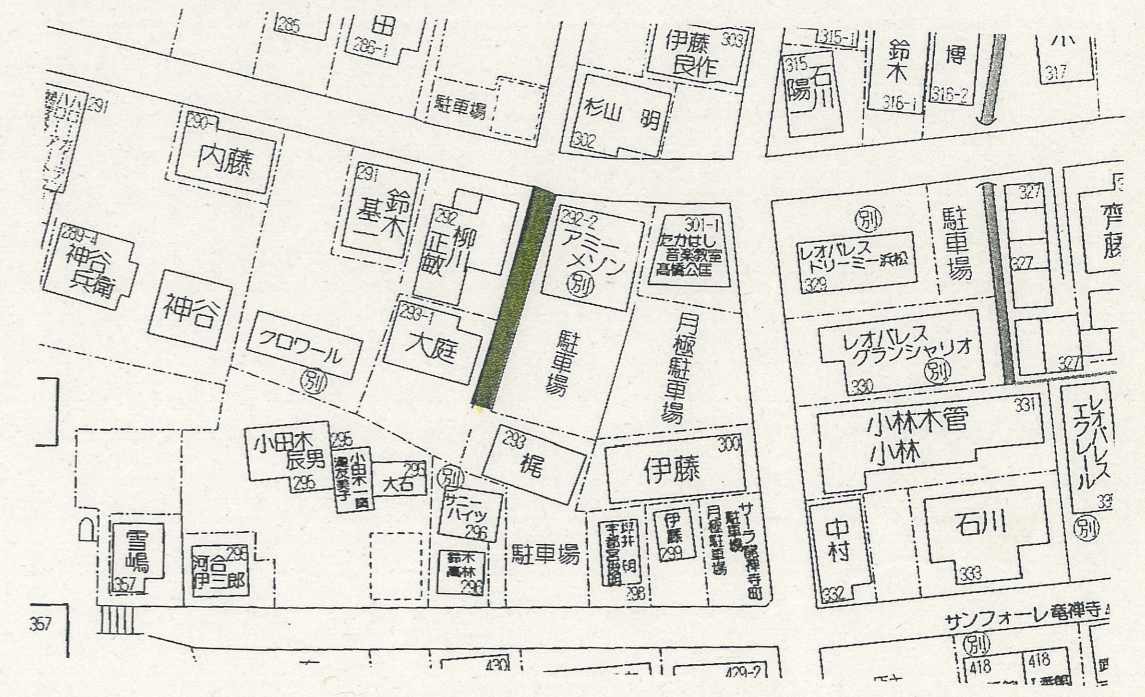 285
田
286-1
駐車場
伊藤
良作
303
杉山 明
302
315-1
315
石川
陽
鈴木
316-1
博
316-2
317
291
290
内藤
291
鈴木
基一
292
柳川
正敏
292-2
アミー
メゾン
別
301-1
たかはし
音楽教室
髙橋公匡
別
レオパレス
ドリーミー浜松
329
駐車場
327
327
齊藤
289-4
神谷
兵衛
神谷
クロワール
別
293-1
大庭
駐車場
月極駐車場
レオパレス
グランシャリオ
330
別
327
小田木
辰男
295
295
大石
293
梶
300
伊藤
331
小林木管
小林
レオパレス
エクレール
別
別
サニー
ハイツ
296
鈴木
高林
296
駐車場
坪井 明
298
伊藤
299
月極駐車場
駐車場
中村
332
石川
333
雪嶋
357
河合
伊三郎
サンフォーレ竜禅寺
別
418
418
357
430
429-2